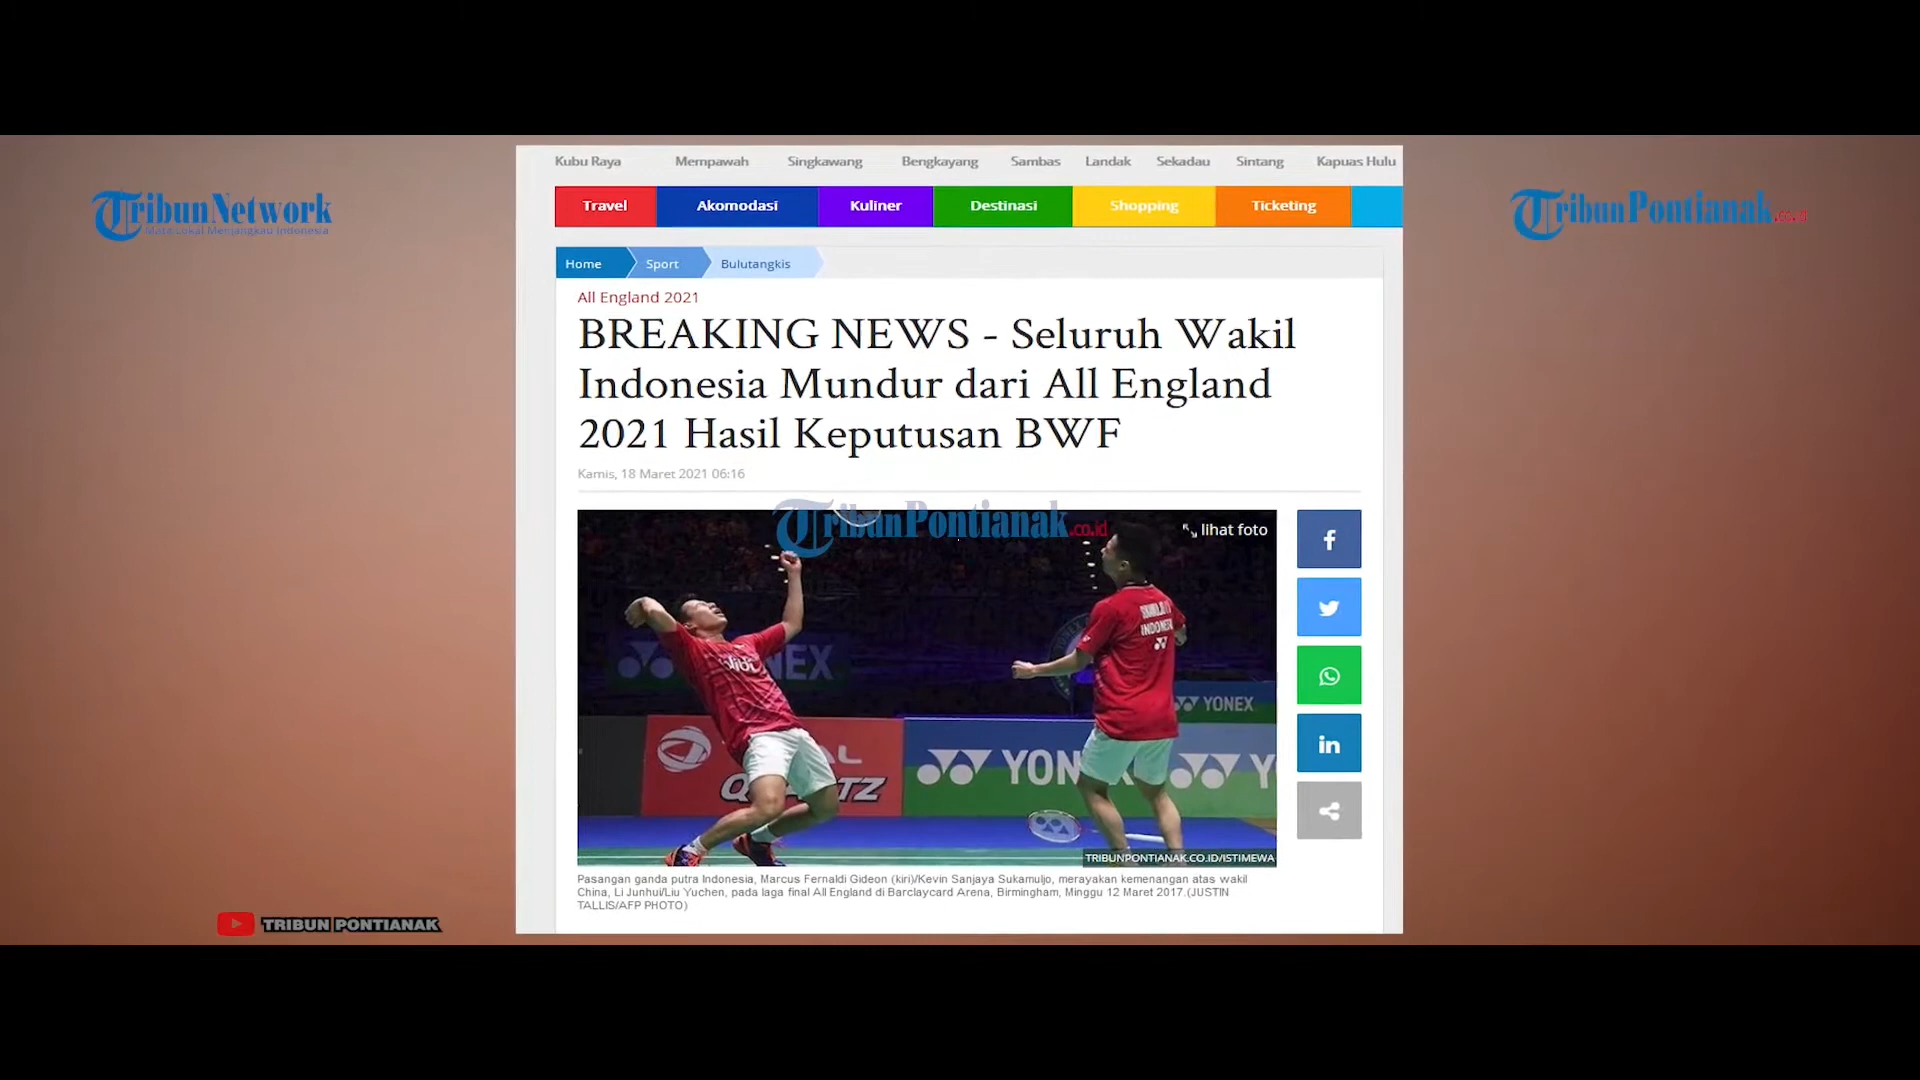 TribunNetwork
Mata Lokal Menjangkau Indonesia
TribunPontianak.co.id
Kubu Raya Mempawah Singkawang Bengkayang Sambas Landak Sekadau Sintang Kapuas Hulu
Travel Akomodasi Kuliner Destinasi Shopping Ticketing
Home Sport Bulutangkis
All England 2021
BREAKING NEWS - Seluruh Wakil
Indonesia Mundur dari All England
2021 Hasil Keputusan BWF
Kamis, 18 Maret 2021 06:16
TribunPontianak.co.id
lihat foto
INDONESIA
YONEX
YONEX
TRIBUNPONTIANAK.CO.ID/ISTIMEWA
Pasangan ganda putra Indonesia, Marcus Fernaldi Gideon (kiri)/Kevin Sanjaya Sukamuljo, merayakan kemenangan atas wakil
China, Li Junhui/Liu Yuchen, pada laga final All England di Barclaycard Arena, Birmingham, Minggu 12 Maret 2017.(JUSTIN
TALLIS/AFP PHOTO)
TRIBUN PONTIANAK